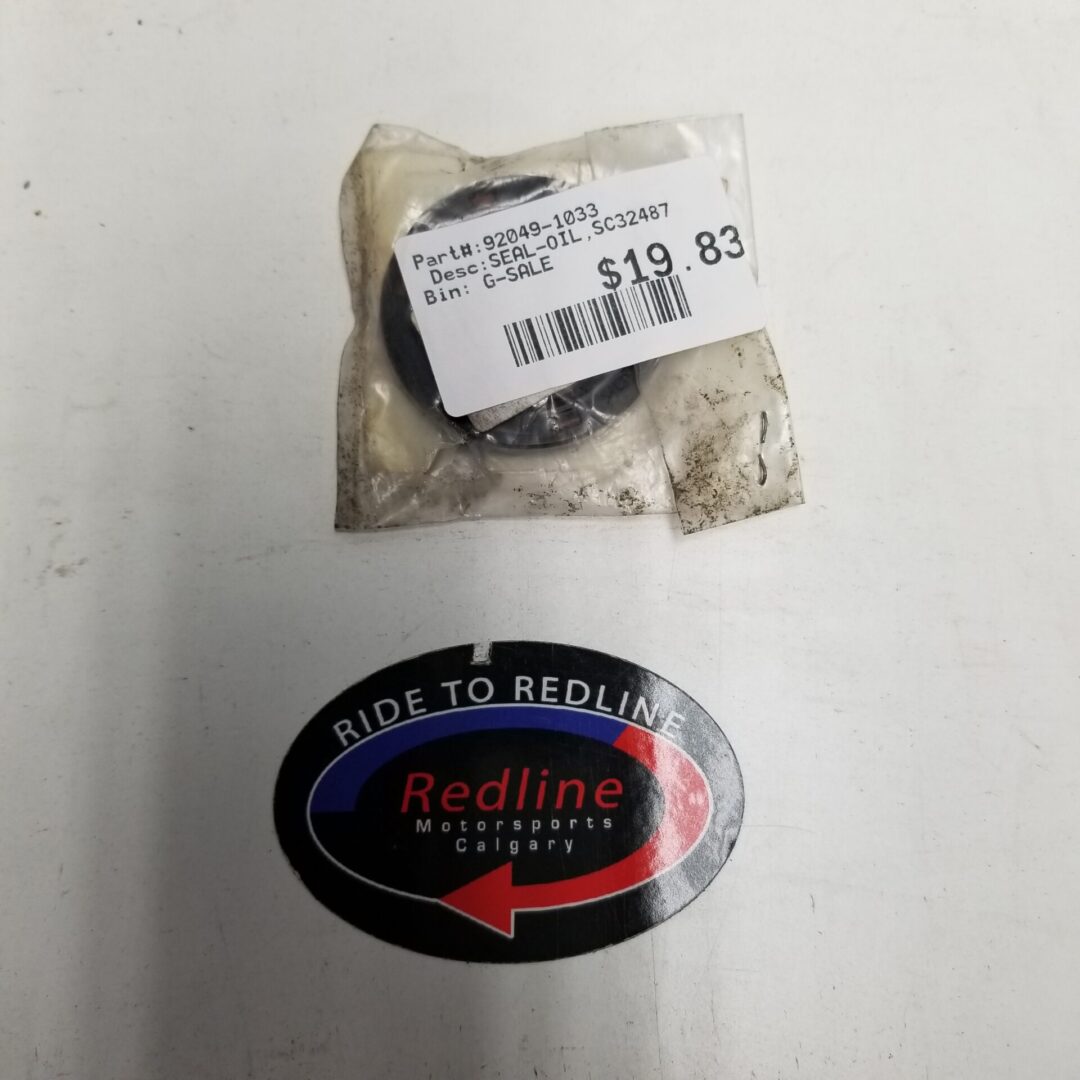 Part#:92049-1033
Desc:SEAL-OIL,SC32487
Bin: G-SALE
$19.83
RIDE TO REDLINE
Redline
Motorsports
Calgary